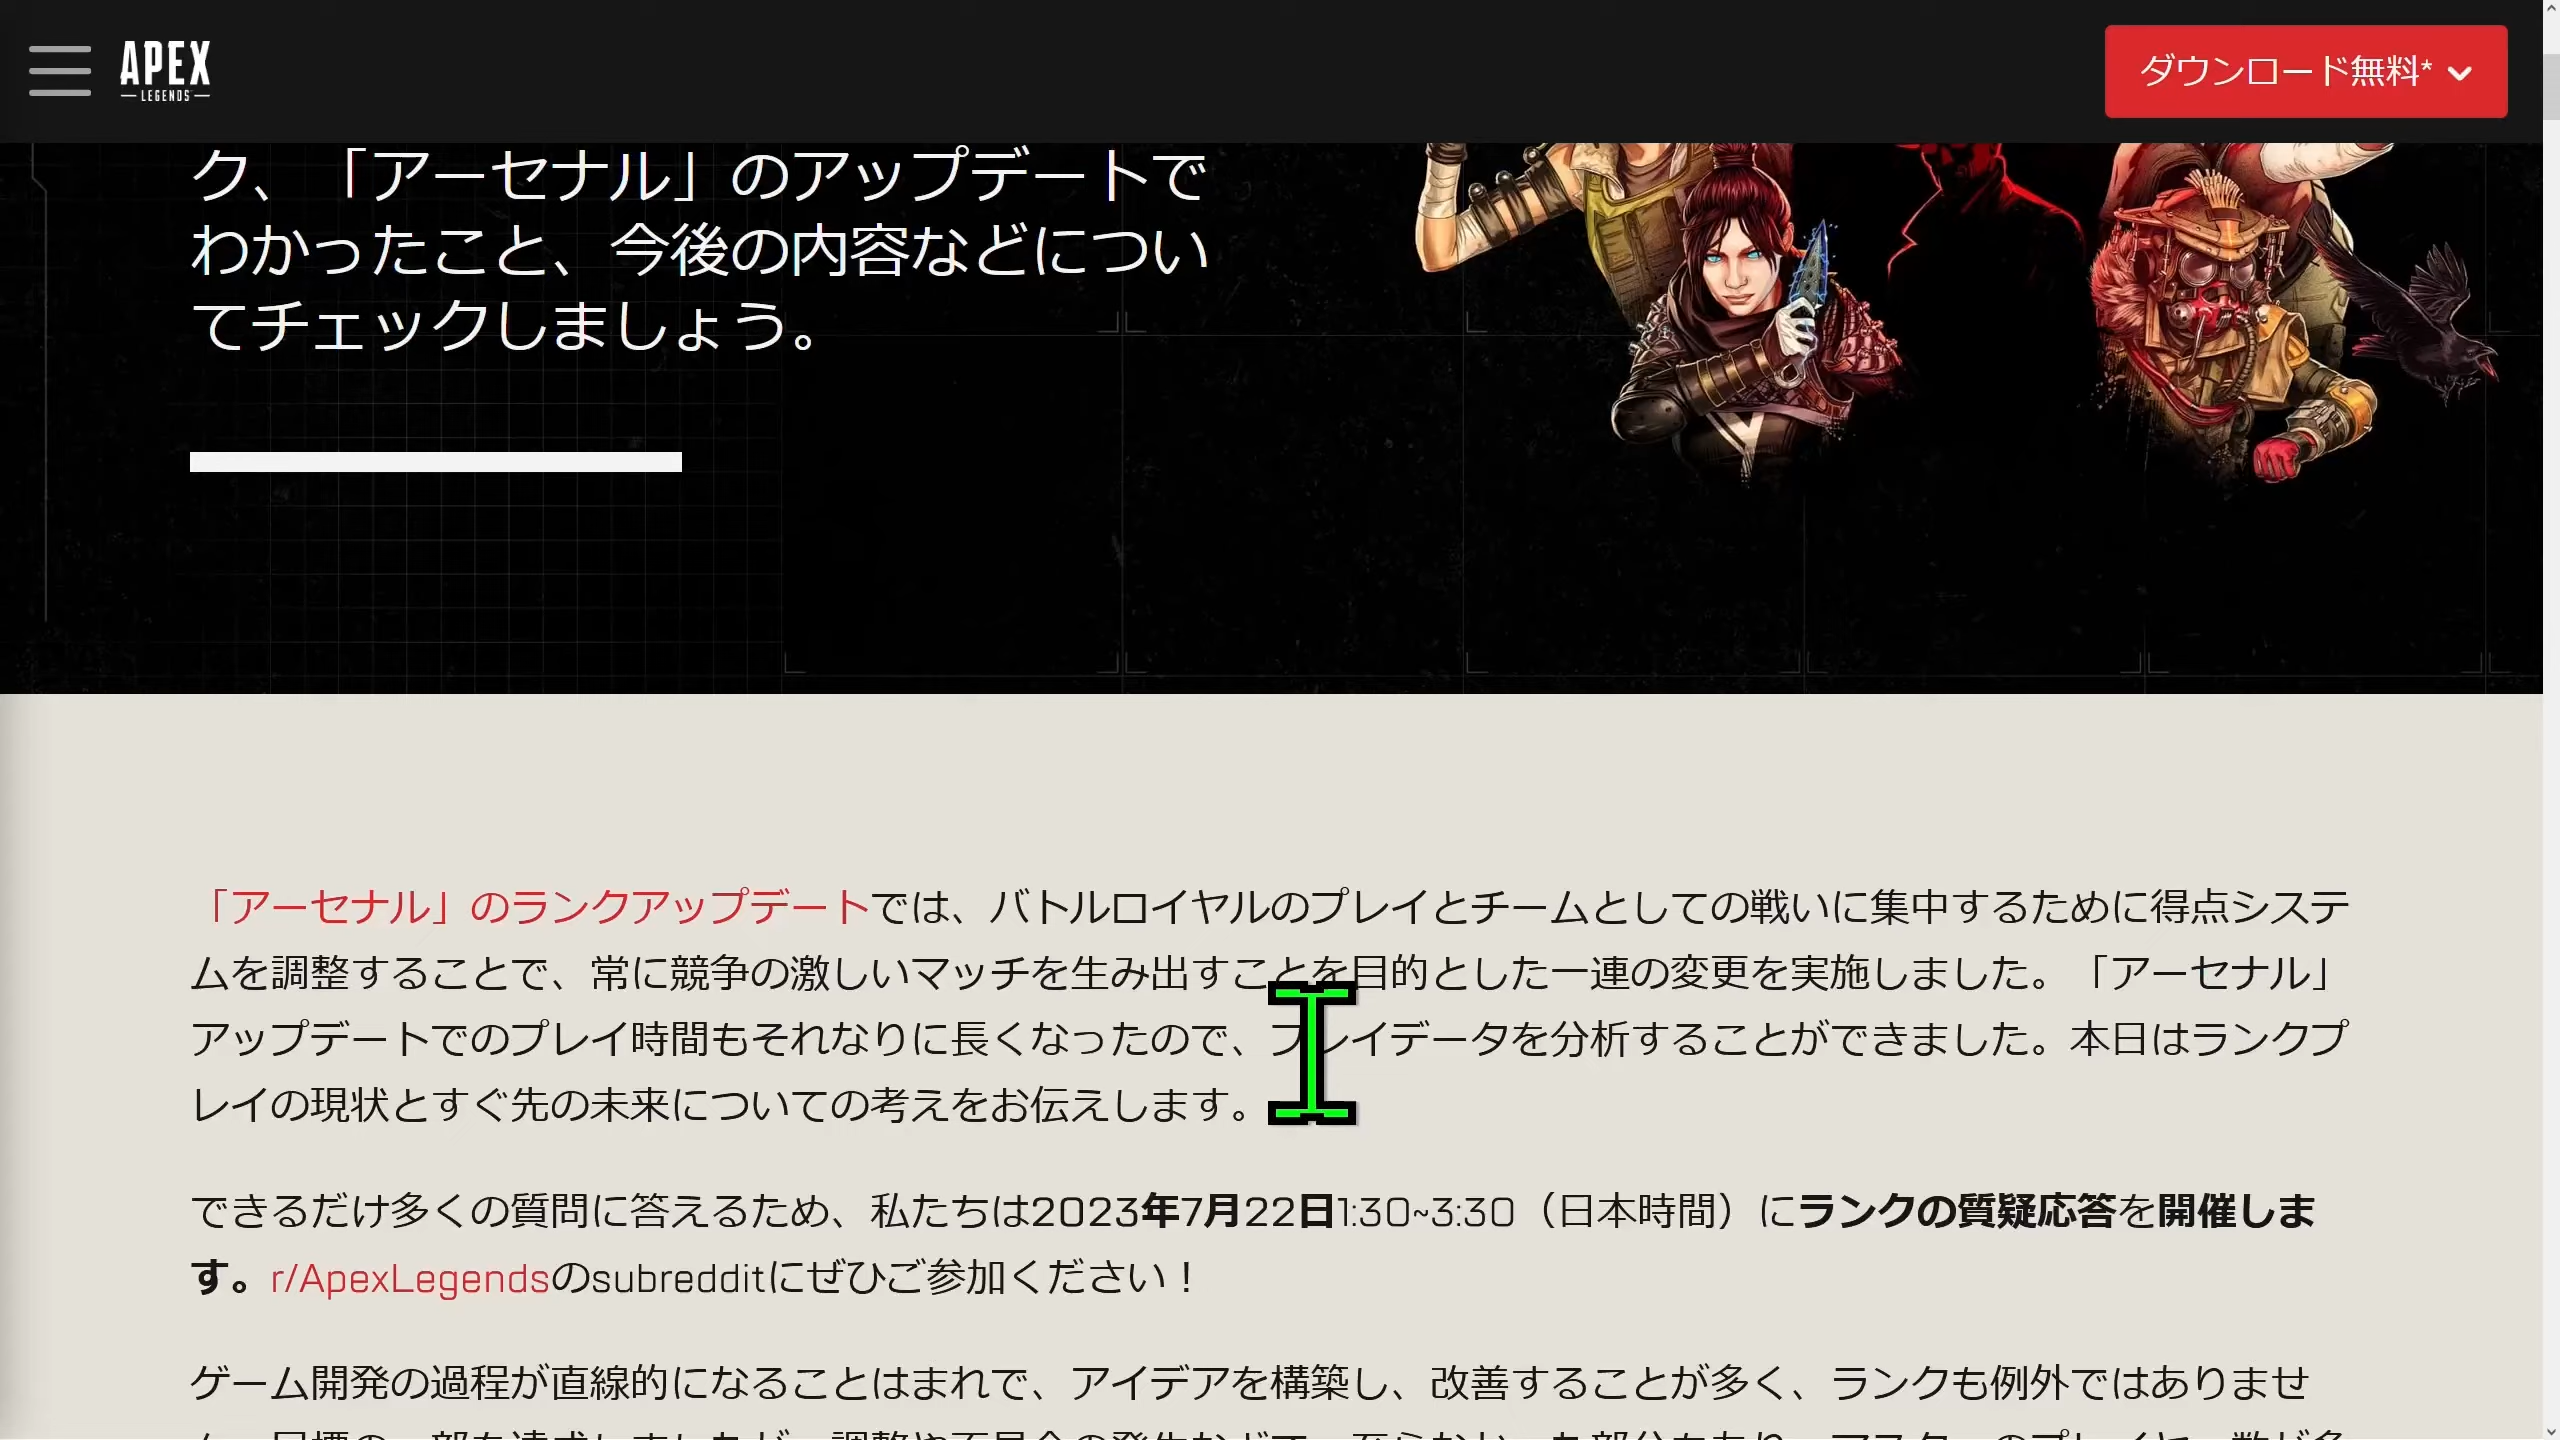 APEX
LEGENDS
ダウンロード無料*
ク、「アーセナル」のアップデートで
わかったこと、今後の内容などについ
てチェックしましょう。
「アーセナル」のランクアップデートでは、バトルロイヤルのプレイとチームとしての戦いに集中するために得点システ
ムを調整することで、常に競争の激しいマッチを生み出すことを目的とした一連の変更を実施しました。「アーセナル」
アップデートでのプレイ時間もそれなりに長くなったので、プレイデータを分析することができました。本日はランクプ
レイの現状とすぐ先の未来についての考えをお伝えします。
できるだけ多くの質問に答えるため、私たちは2023年7月22日1:30~3:30（日本時間）にランクの質疑応答を開催しま
す。r/ApexLegendsのsubredditにぜひご参加ください！
ゲーム開発の過程が直線的になることはまれで、アイデアを構築し、改善することが多く、ランクも例外ではありませ